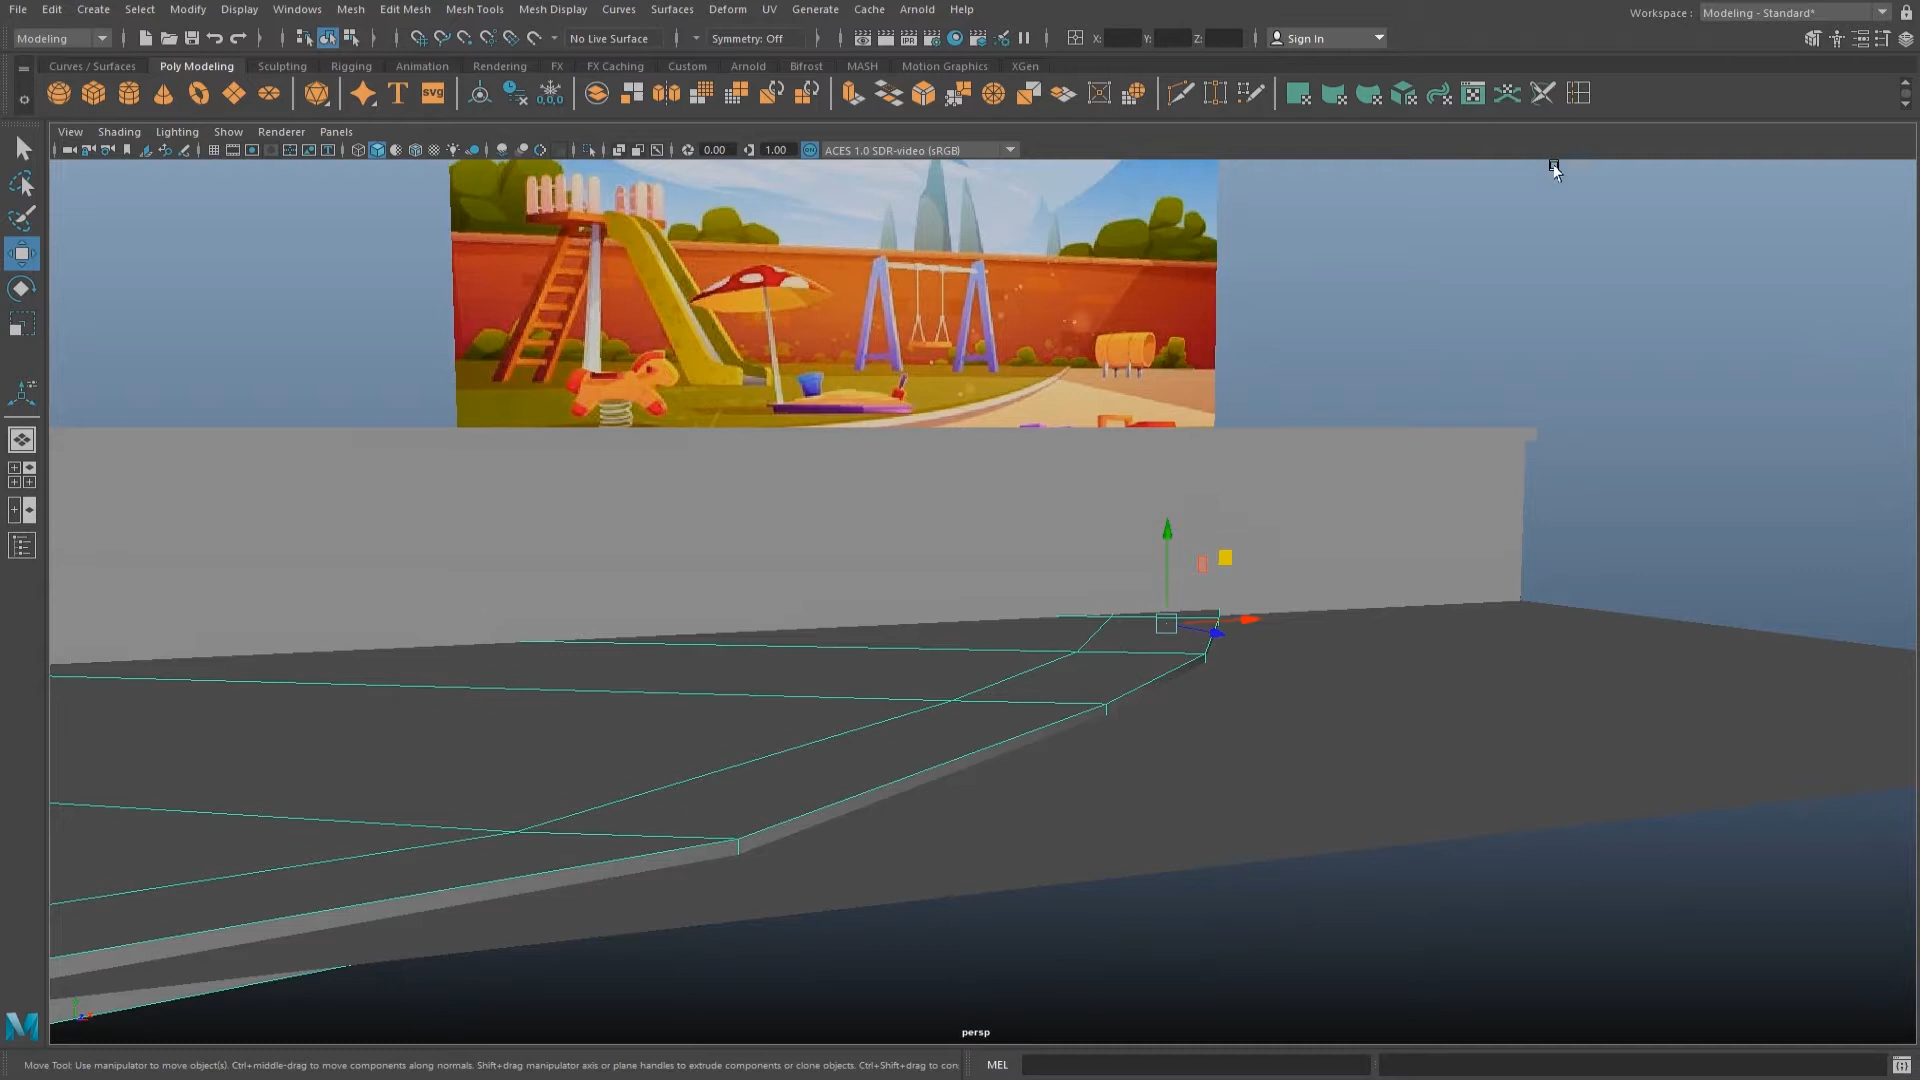 File Edit Create Select Modify Display Windows Mesh Edit Mesh Mesh Tools Mesh Display Curves Surfaces Deform UV Generate Cache Arnold Help
Workspace : Modeling - Standard*
Modeling No Live Surface Symmetry: Off IPR X: Y: Z: Sign In
Curves / Surfaces Poly Modeling Sculpting Rigging Animation Rendering FX FX Caching Custom Arnold Bifrost MASH Motion Graphics XGen
T svg 0,0,0
View Shading Lighting Show Renderer Panels
0.00 1.00 ACES 1.0 SDR-video (sRGB)
persp
Move Tool: Use manipulator to move object(s). Ctrl+middle-drag to move components along normals. Shift+drag manipulator axis or plane handles to extrude components or clone objects. Ctrl+Shift+drag to con
MEL